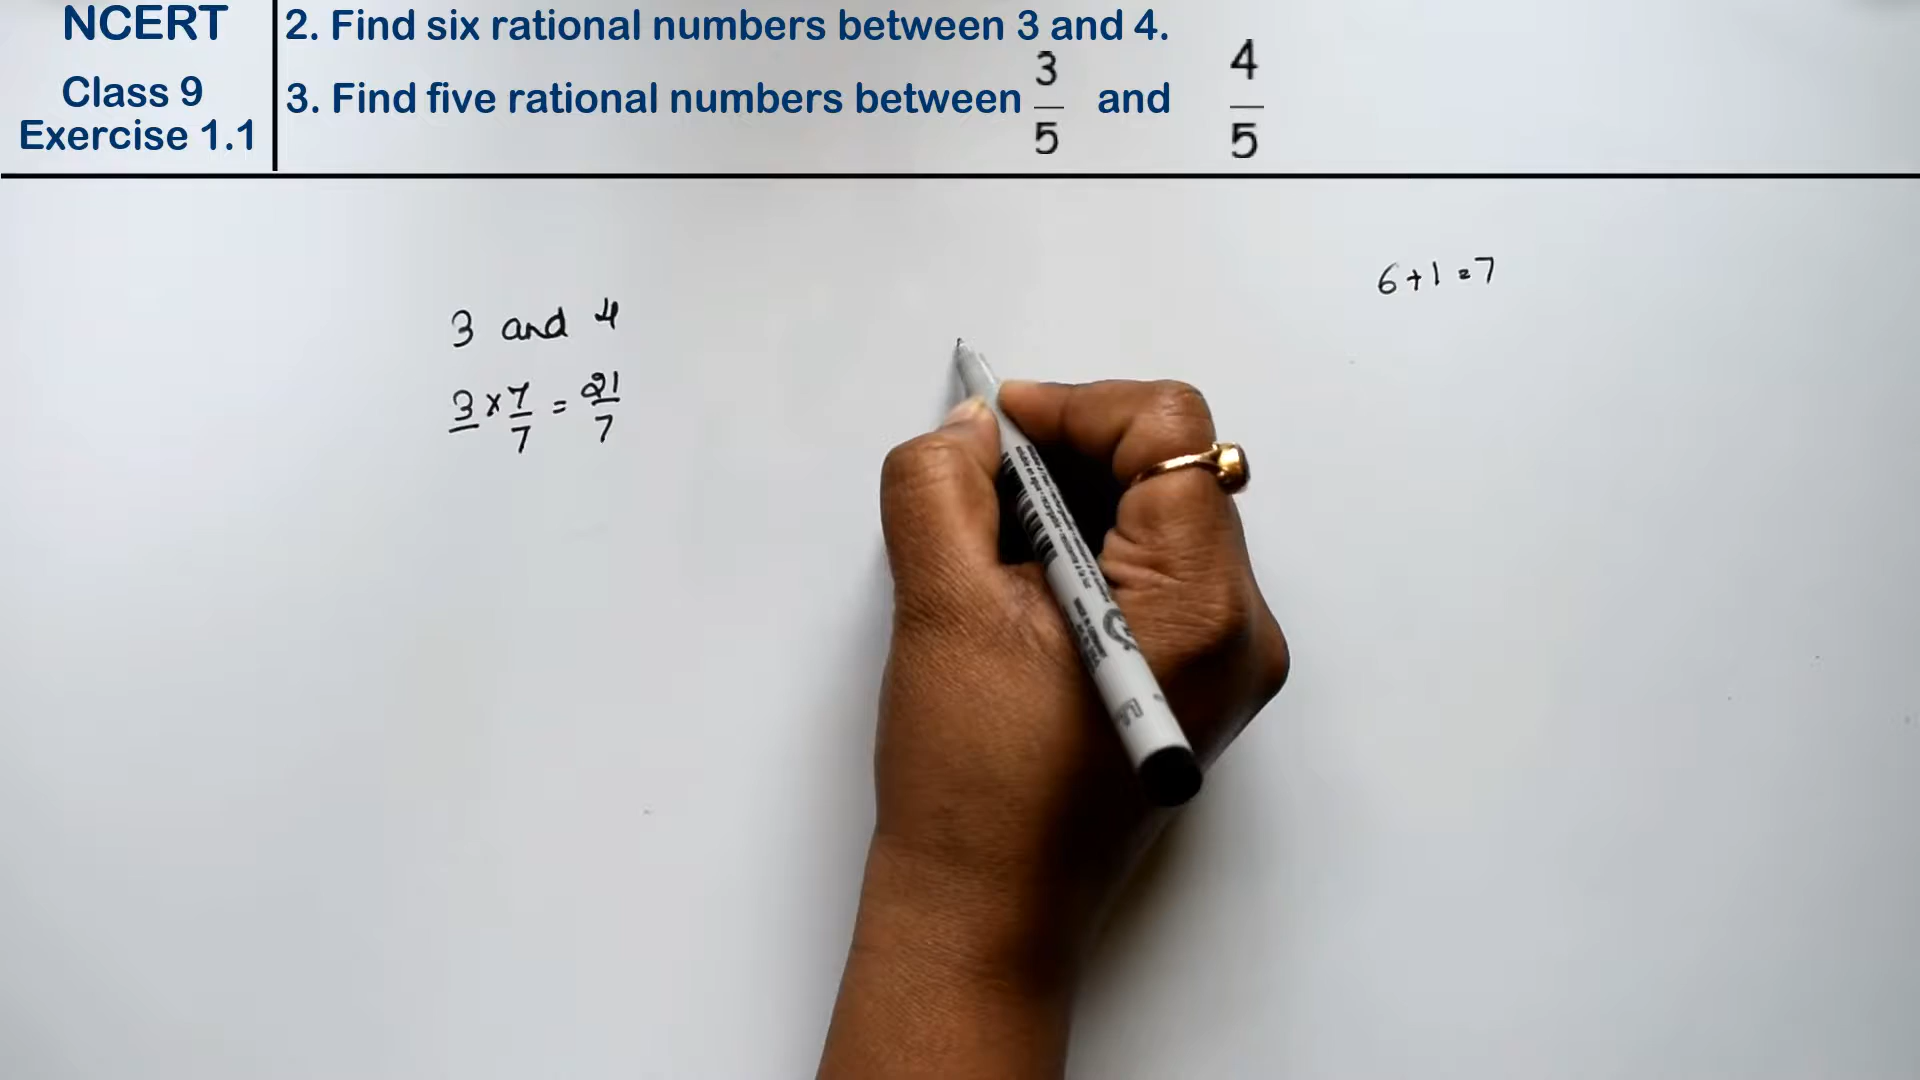 NCERT
Class 9
Exercise 1.1
2. Find six rational numbers between 3 and 4.
3. Find five rational numbers between 3/5 and 4/5
6+1=7
3 and 4
3 × 7/7 = 21/7